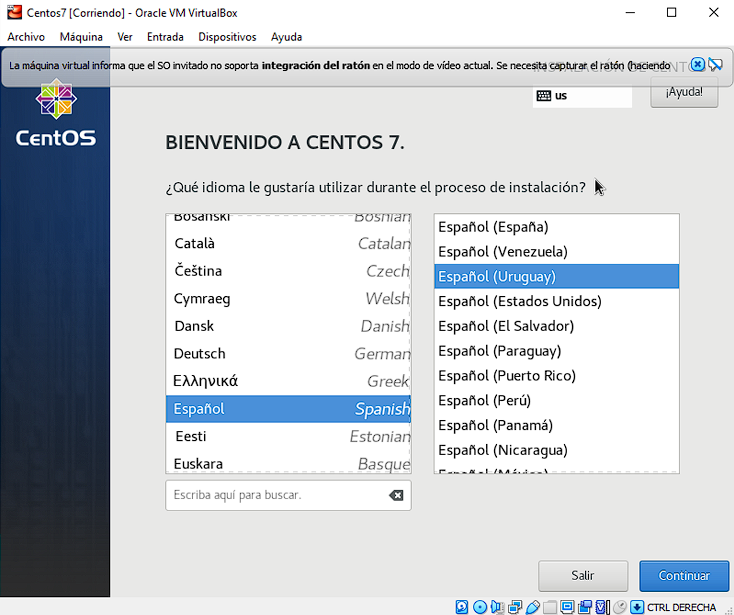 Centos7 [Corriendo] - Oracle VM VirtualBox
Archivo Máquina Ver Entrada Dispositivos Ayuda
La máquina virtual informa que el SO invitado no soporta integración del ratón en el modo de vídeo actual. Se necesita capturar el ratón (haciendo
INSTALACIÓN DE CENTOS
us
¡Ayuda!
CentOS
BIENVENIDO A CENTOS 7.
¿Qué idioma le gustaría utilizar durante el proceso de instalación?
Bosanski Bosnian
Català Catalan
Čeština Czech
Cymraeg Welsh
Dansk Danish
Deutsch German
Ελληνικά Greek
Español Spanish
Eesti Estonian
Euskara Basque
Escriba aquí para buscar.
Español (España)
Español (Venezuela)
Español (Uruguay)
Español (Estados Unidos)
Español (El Salvador)
Español (Paraguay)
Español (Puerto Rico)
Español (Perú)
Español (Panamá)
Español (Nicaragua)
Español (México)
Salir
Continuar
CTRL DERECHA